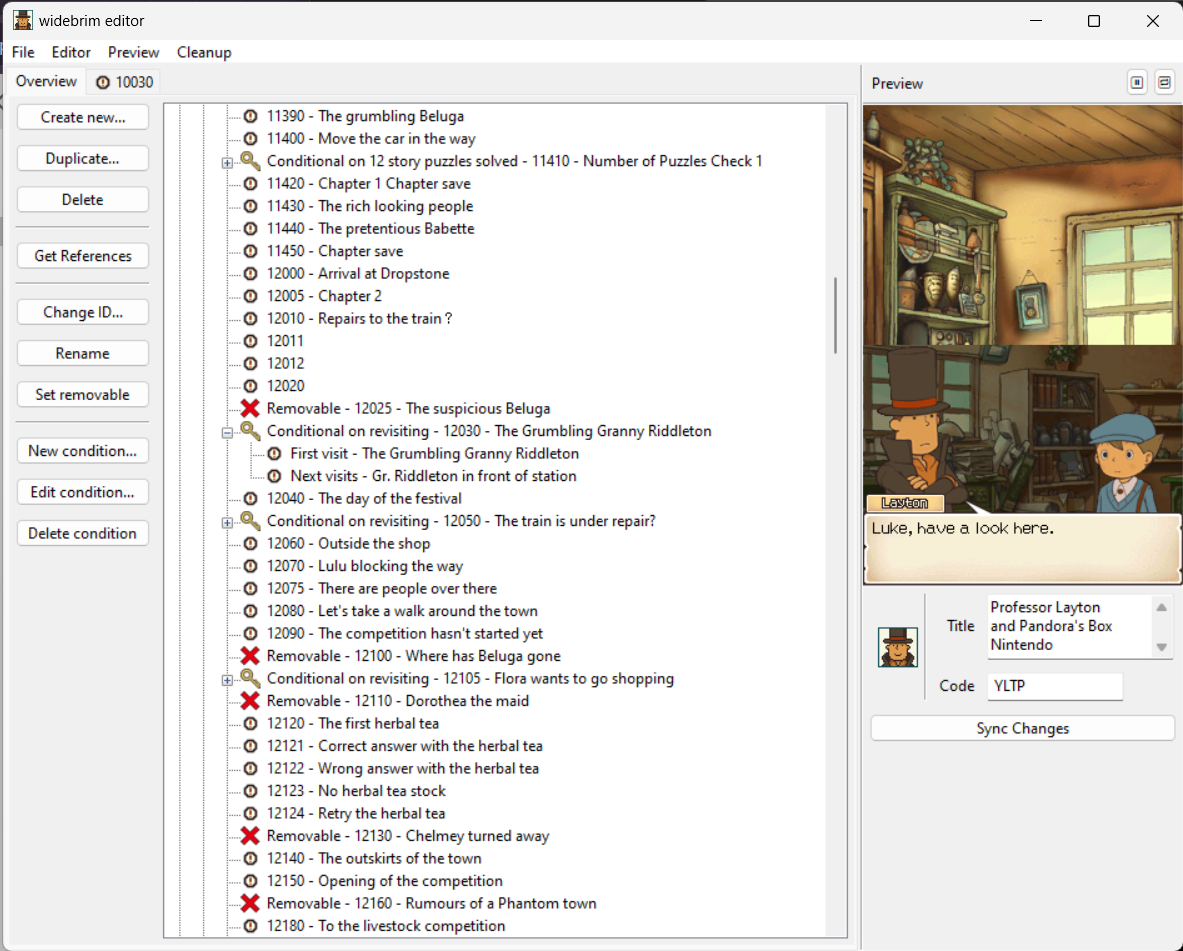 widebrim editor
File Editor Preview Cleanup
Overview
10030
Create new...
Duplicate...
Delete
Get References
Change ID...
Rename
Set removable
New condition...
Edit condition...
Delete condition
11390 - The grumbling Beluga
11400 - Move the car in the way
Conditional on 12 story puzzles solved - 11410 - Number of Puzzles Check 1
11420 - Chapter 1 Chapter save
11430 - The rich looking people
11440 - The pretentious Babette
11450 - Chapter save
12000 - Arrival at Dropstone
12005 - Chapter 2
12010 - Repairs to the train ?
12011
12012
12020
Removable - 12025 - The suspicious Beluga
Conditional on revisiting - 12030 - The Grumbling Granny Riddleton
First visit - The Grumbling Granny Riddleton
Next visits - Gr. Riddleton in front of station
12040 - The day of the festival
Conditional on revisiting - 12050 - The train is under repair?
12060 - Outside the shop
12070 - Lulu blocking the way
12075 - There are people over there
12080 - Let's take a walk around the town
12090 - The competition hasn't started yet
Removable - 12100 - Where has Beluga gone
Conditional on revisiting - 12105 - Flora wants to go shopping
Removable - 12110 - Dorothea the maid
12120 - The first herbal tea
12121 - Correct answer with the herbal tea
12122 - Wrong answer with the herbal tea
12123 - No herbal tea stock
12124 - Retry the herbal tea
Removable - 12130 - Chelmey turned away
12140 - The outskirts of the town
12150 - Opening of the competition
Removable - 12160 - Rumours of a Phantom town
12180 - To the livestock competition
Preview
Layton
Luke, have a look here.
Title
Professor Layton
and Pandora's Box
Nintendo
Code
YLTP
Sync Changes